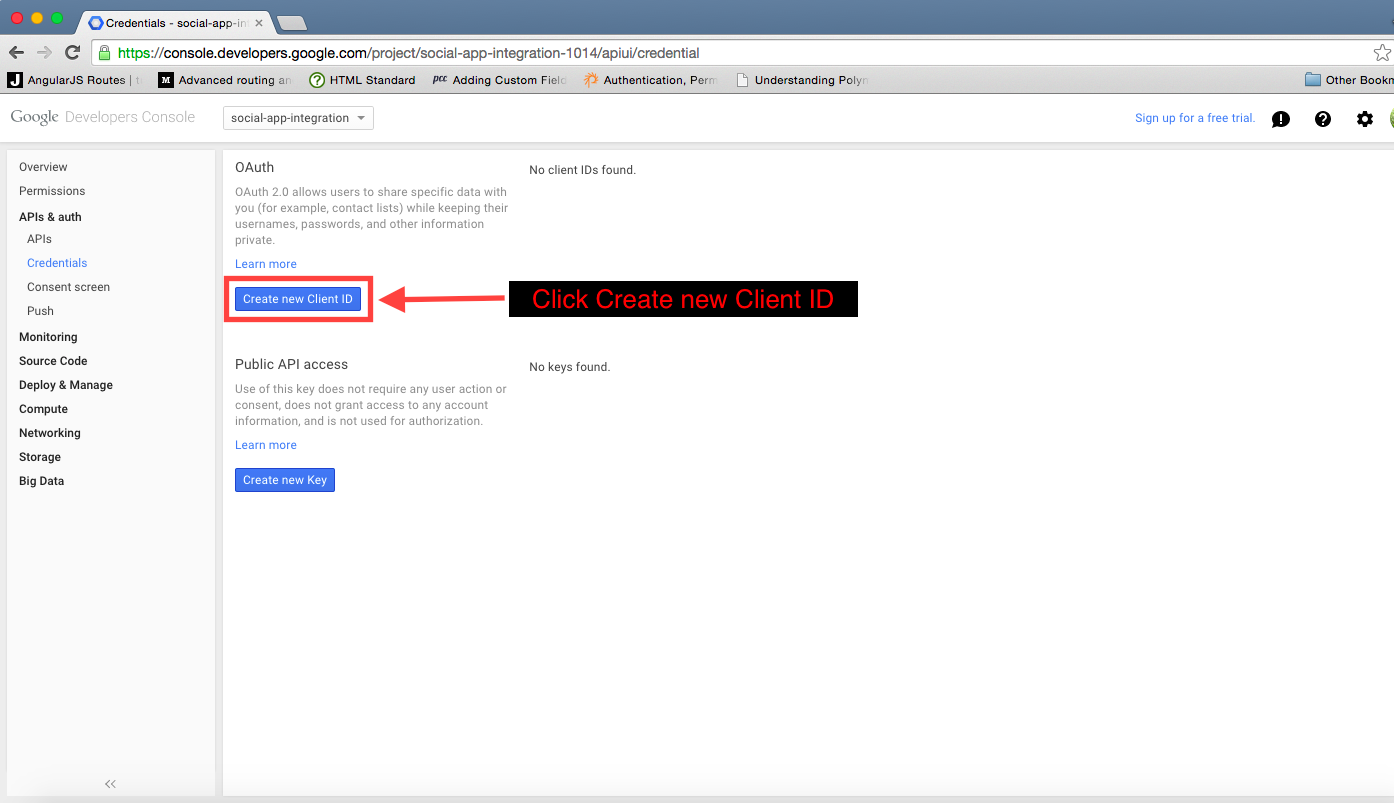 Credentials - social-app-in
https://console.developers.google.com/project/social-app-integration-1014/apiui/credential
AngularJS Routes | t
Advanced routing an
HTML Standard
pcc Adding Custom Field
Authentication, Perm
Understanding Polym
Other Bookm
Google Developers Console
social-app-integration
Sign up for a free trial.
Overview
Permissions
APIs & auth
APIs
Credentials
Consent screen
Push
Monitoring
Source Code
Deploy & Manage
Compute
Networking
Storage
Big Data
OAuth
No client IDs found.
OAuth 2.0 allows users to share specific data with
you (for example, contact lists) while keeping their
usernames, passwords, and other information
private.
Learn more
Create new Client ID
Click Create new Client ID
Public API access
No keys found.
Use of this key does not require any user action or
consent, does not grant access to any account
information, and is not used for authorization.
Learn more
Create new Key